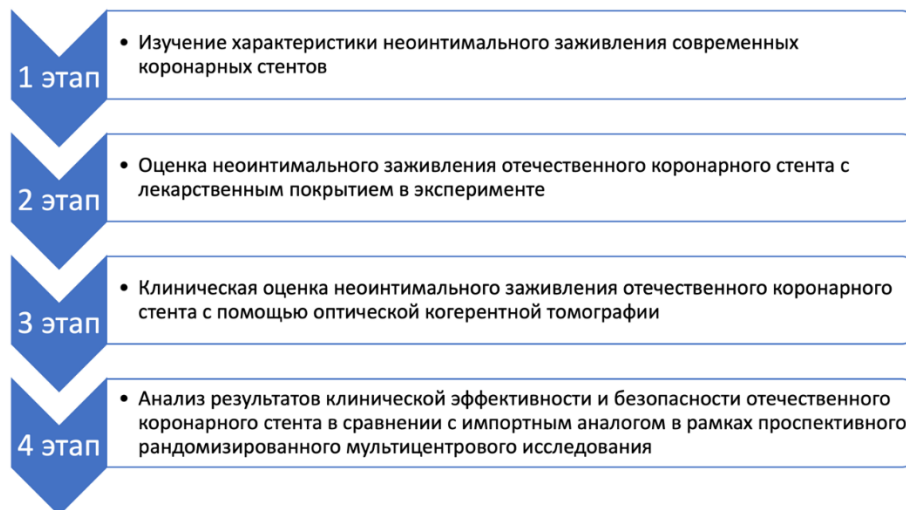 1 этап
• Изучение характеристики неоинтимального заживления современных
коронарных стентов
2 этап
• Оценка неоинтимального заживления отечественного коронарного стента с
лекарственным покрытием в эксперименте
3 этап
• Клиническая оценка неоинтимального заживления отечественного коронарного
стента с помощью оптической когерентной томографии
4 этап
• Анализ результатов клинической эффективности и безопасности отечественного
коронарного стента в сравнении с импортным аналогом в рамках проспективного
рандомизированного мультицентрового исследования